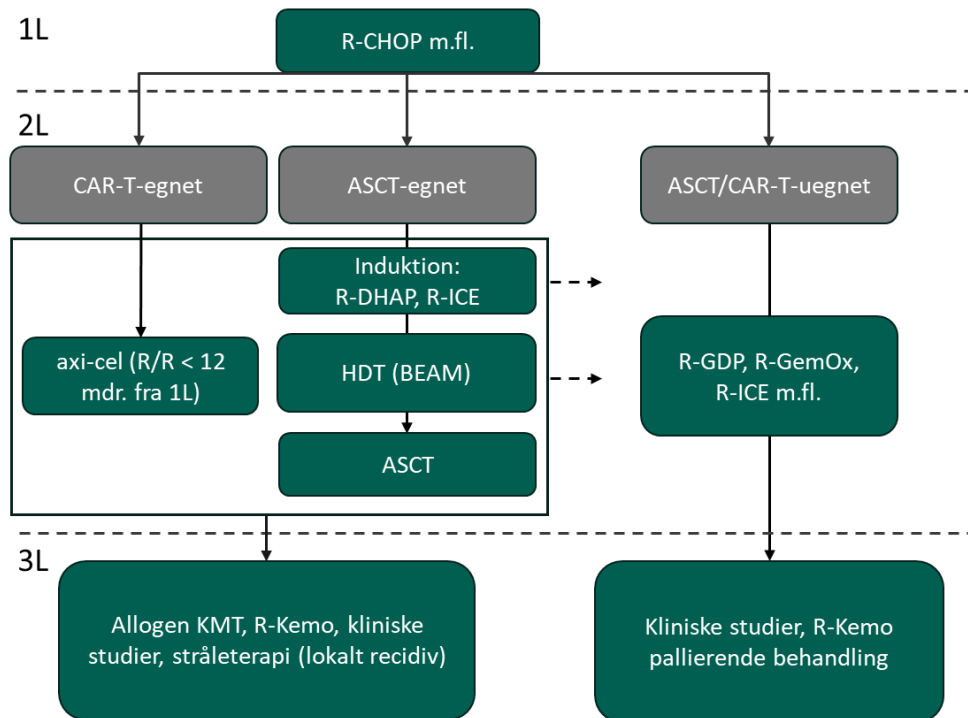 1L
R-CHOP m.fl.
2L
CAR-T-egnet
ASCT-egnet
ASCT/CAR-T-uegnet
Induktion:
R-DHAP, R-ICE
axi-cel (R/R < 12
mdr. fra 1L)
HDT (BEAM)
R-GDP, R-GemOx,
R-ICE m.fl.
ASCT
3L
Allogen KMT, R-Kemo, kliniske
studier, stråleterapi (lokalt recidiv)
Kliniske studier, R-Kemo
pallierende behandling